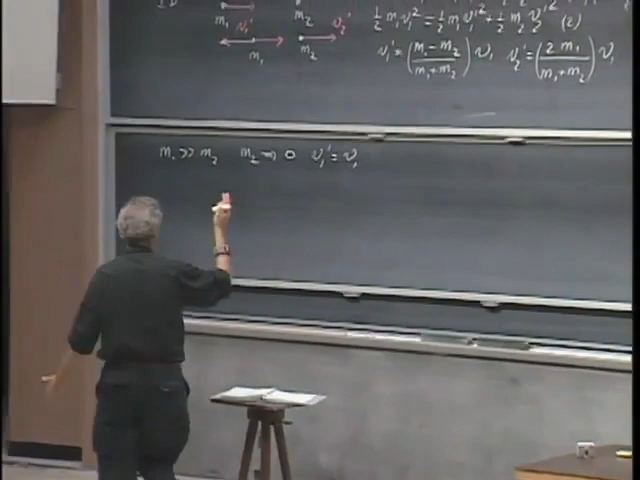 1D
m₁ m₂
½ m₁v₁² = ½ m₁v₁'² + ½ m₂v₂'² (2)
v₁' v₂'
m₁ m₂
v₁' = (m₁ - m₂ / m₁ + m₂) v₁ v₂' = (2 m₁ / m₁ + m₂) v₁
m₁ >> m₂ m₂ → 0 v₁' = v₁